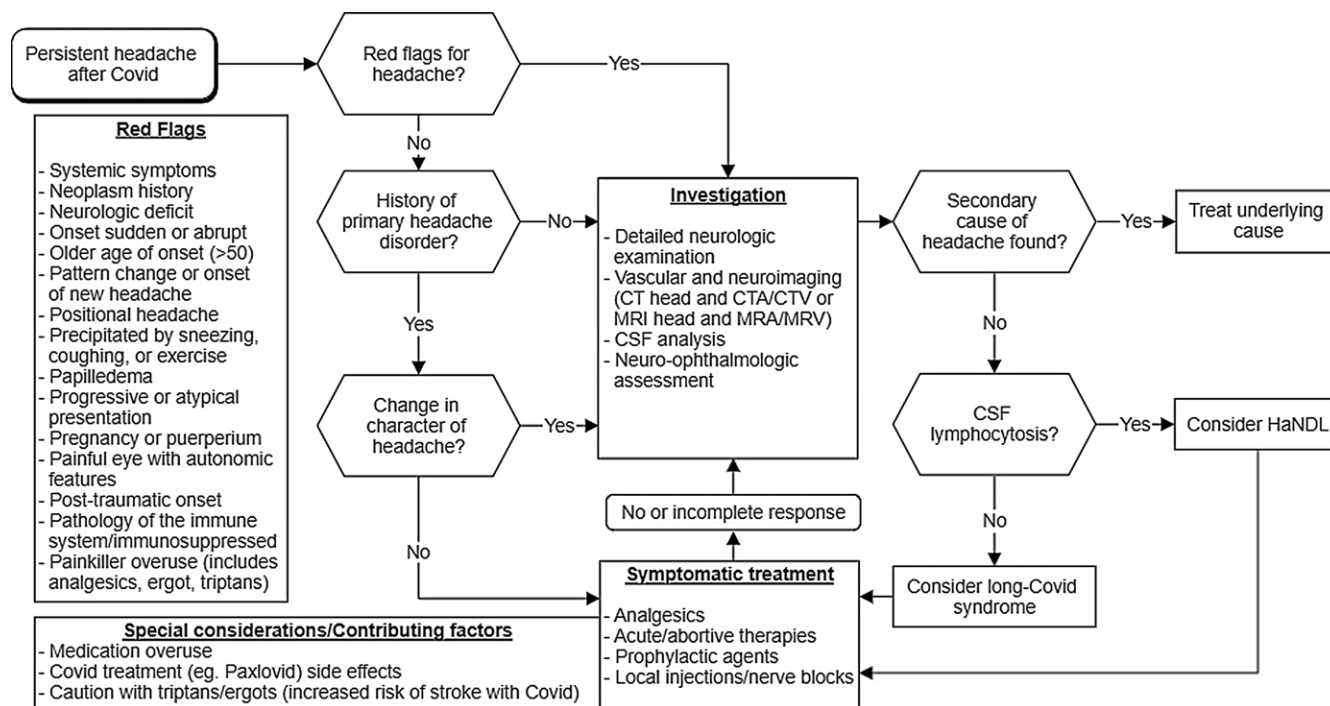 Persistent headache
after Covid
Red flags for
headache?
Yes
No
Red Flags
- Systemic symptoms
- Neoplasm history
- Neurologic deficit
- Onset sudden or abrupt
- Older age of onset (>50)
- Pattern change or onset
of new headache
- Positional headache
- Precipitated by sneezing,
coughing, or exercise
- Papilledema
- Progressive or atypical
presentation
- Pregnancy or puerperium
- Painful eye with autonomic
features
- Post-traumatic onset
- Pathology of the immune
system/immunosuppressed
- Painkiller overuse (includes
analgesics, ergot, triptans)
History of
primary headache
disorder?
No
Yes
Change in
character of
headache?
Yes
No
Investigation
- Detailed neurologic
examination
- Vascular and neuroimaging
(CT head and CTA/CTV or
MRI head and MRA/MRV)
- CSF analysis
- Neuro-ophthalmologic
assessment
Secondary
cause of
headache found?
Yes
Treat underlying
cause
No
CSF
lymphocytosis?
Yes
Consider HaNDL
No
Consider long-Covid
syndrome
No or incomplete response
Symptomatic treatment
- Analgesics
- Acute/abortive therapies
- Prophylactic agents
- Local injections/nerve blocks
Special considerations/Contributing factors
- Medication overuse
- Covid treatment (eg. Paxlovid) side effects
- Caution with triptans/ergots (increased risk of stroke with Covid)